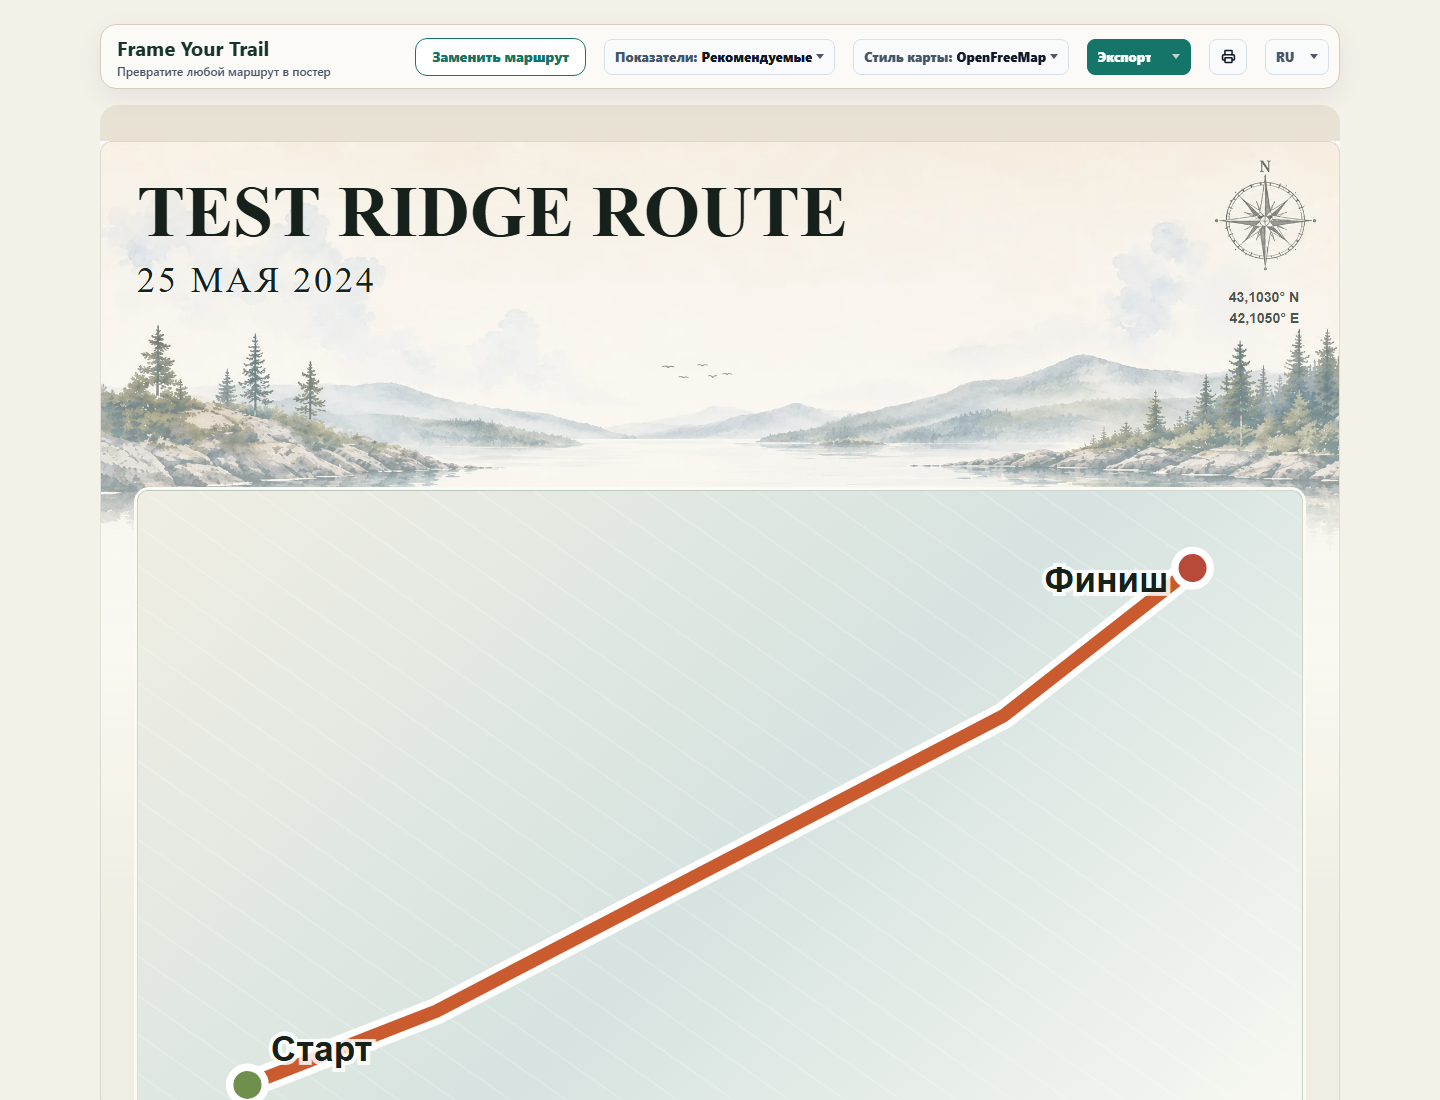 Frame Your Trail
Превратите любой маршрут в постер
Заменить маршрут
Показатели: Рекомендуемые
Стиль карты: OpenFreeMap
Экспорт
RU
TEST RIDGE ROUTE
25 МАЯ 2024
N
43,1030° N
42,1050° E
Финиш
Старт